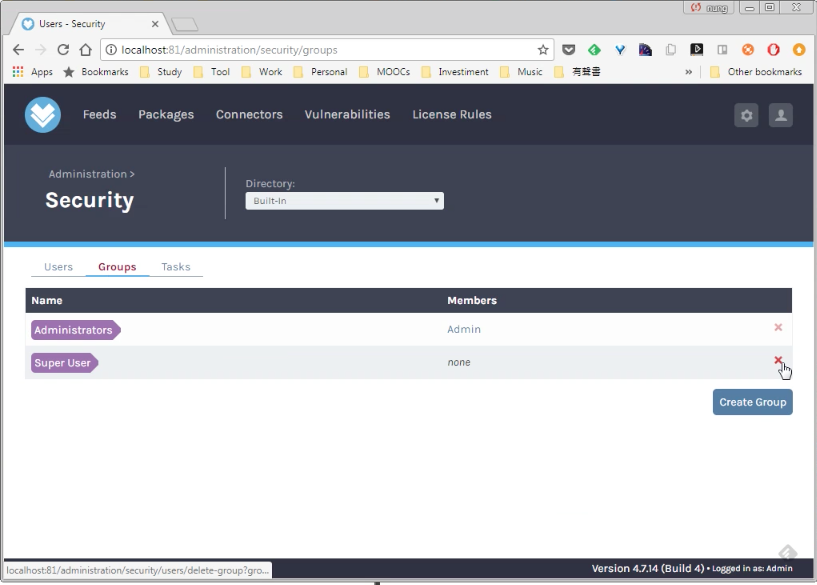 nung
Users - Security
localhost:81/administration/security/groups
Apps Bookmarks Study Tool Work Personal MOOCs Investiment Music 有聲書 » Other bookmarks
Feeds Packages Connectors Vulnerabilities License Rules
Administration >
Security
Directory:
Built-In
Users Groups Tasks
Name Members
Administrators Admin
Super User none
Create Group
localhost:81/administration/security/users/delete-group?gro...
Version 4.7.14 (Build 4) • Logged in as: Admin